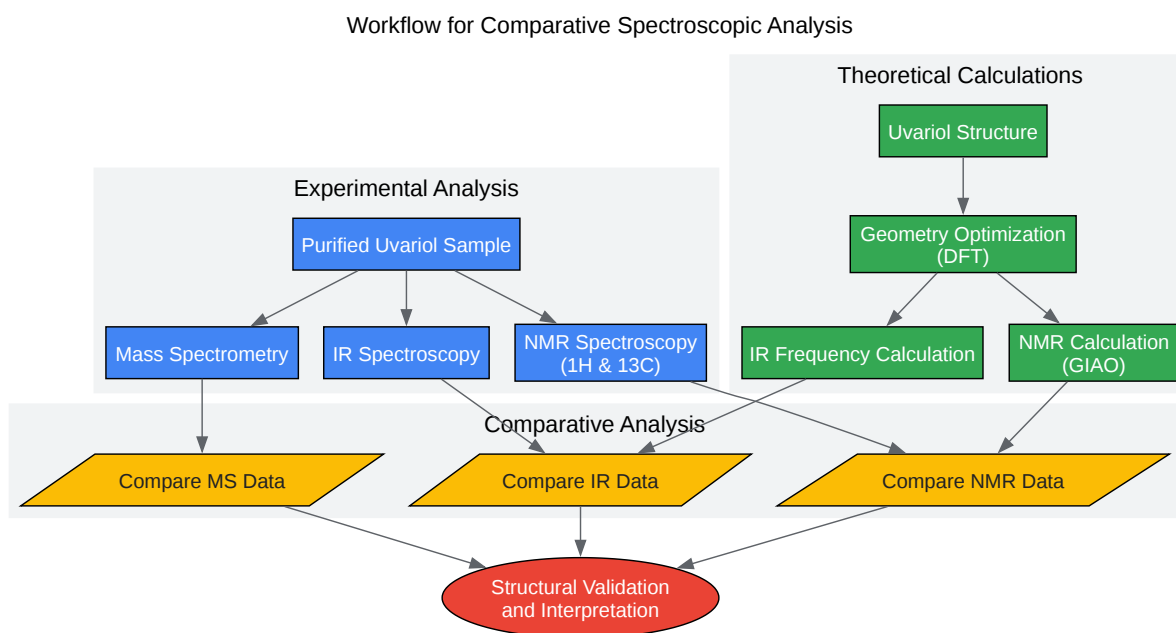 Workflow for Comparative Spectroscopic Analysis
Theoretical Calculations
Uvariol Structure
Experimental Analysis
Purified Uvariol Sample
Geometry Optimization
(DFT)
Mass Spectrometry
IR Spectroscopy
NMR Spectroscopy
(1H & 13C)
IR Frequency Calculation
NMR Calculation
(GIAO)
Comparative Analysis
Compare MS Data
Compare IR Data
Compare NMR Data
Structural Validation
and Interpretation